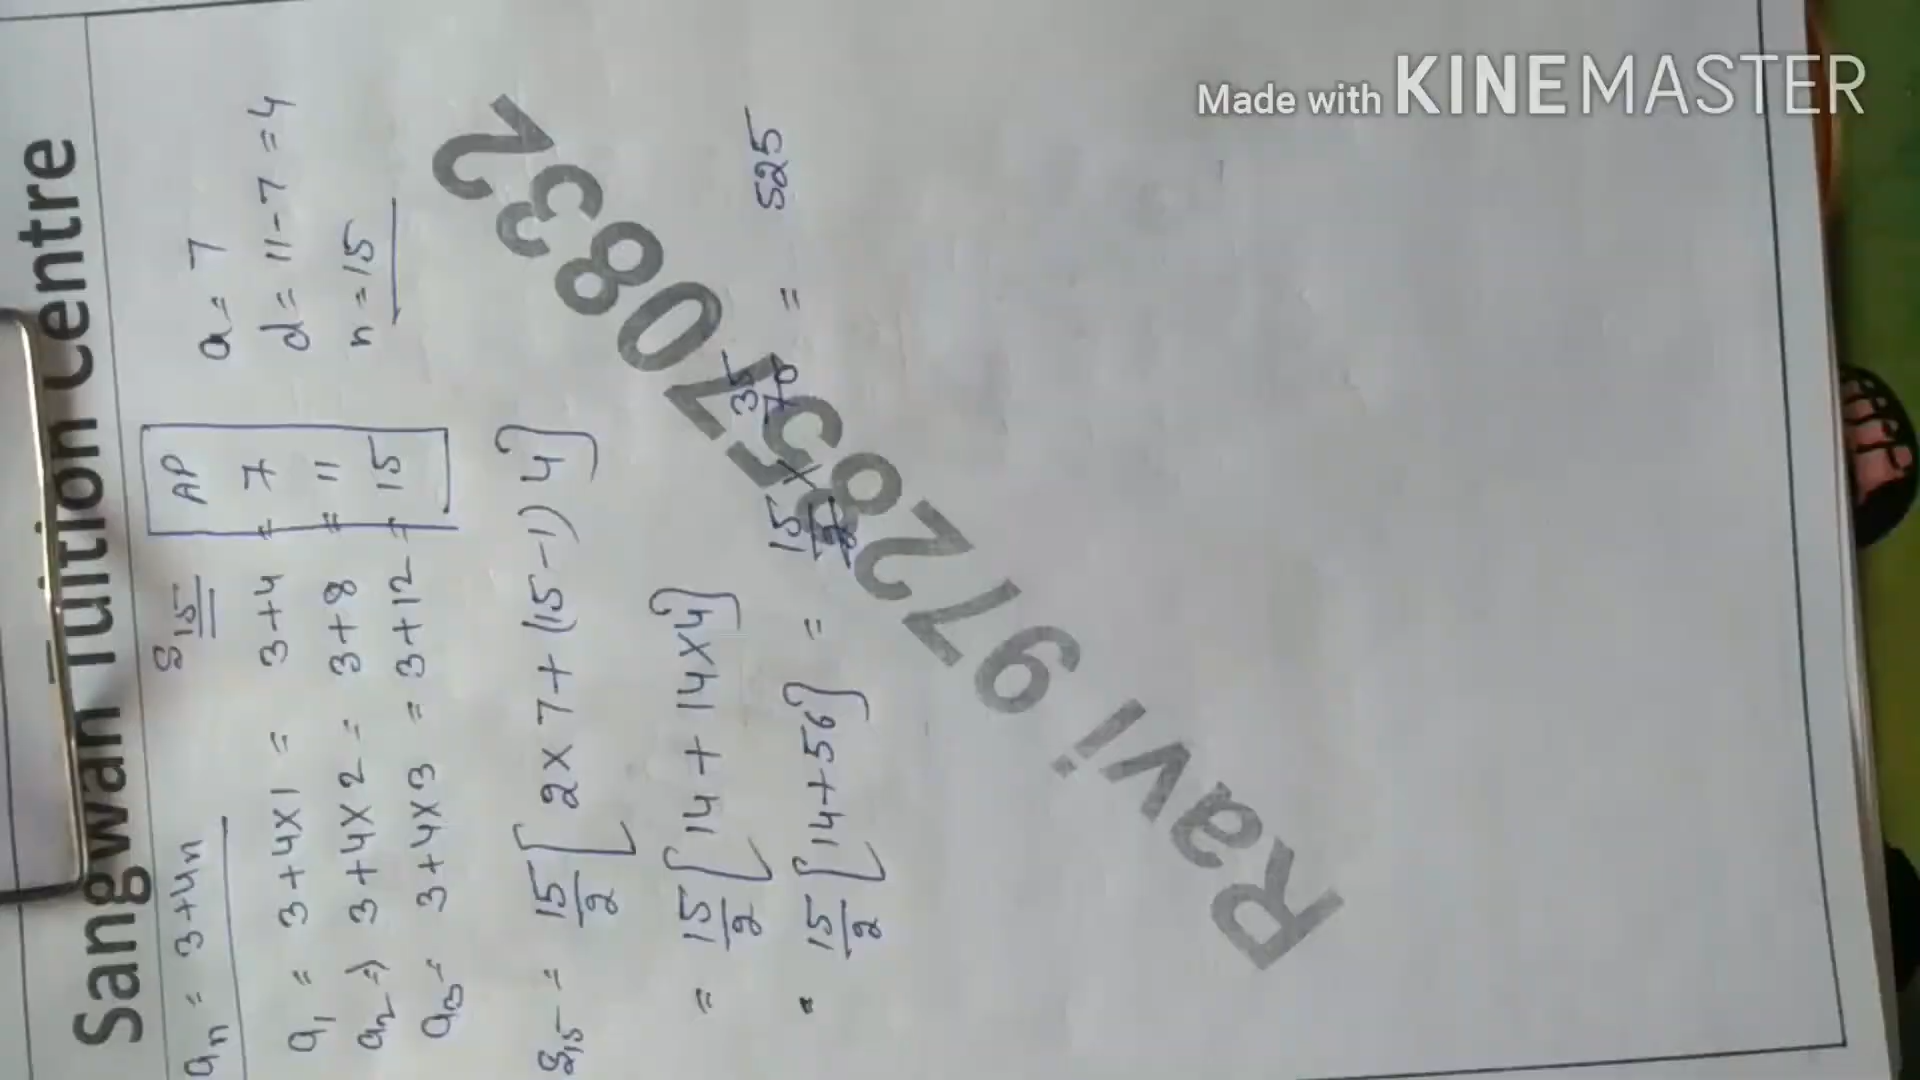 Made with KINEMASTER
Sangwan Tuition Centre
aₙ = 3+4n S₁₅ AP
a₁ = 3+4×1 = 3+4 = 7 a = 7
a₂ ⇒ 3+4×2 = 3+8 = 11 d = 11-7 = 4
a₃ = 3+4×3 = 3+12 = 15 n = 15
S₁₅ = 15/2 [2×7+(15-1)4]
= 15/2 [14+14×4]
= 15/2 [14+56] = 15/2 × 70 35 = 525
Ravi 9728570832